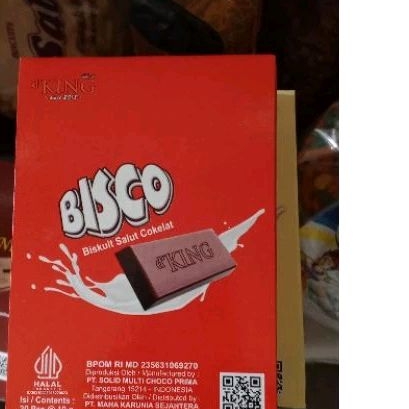 KING
BISCO
Biskuit Salut Cokelat
KING
BPOM RI MD 235631069270
Diproduksi Oleh - Manufactured by :
PT. SOLID MULTI CHOCO PRIMA
Tangerang 15214 - INDONESIA
Didistribusikan Oleh - Distributed by
PT. MAHA KARUNIA SEJAHTERA
HALAL
Isi / Contents :